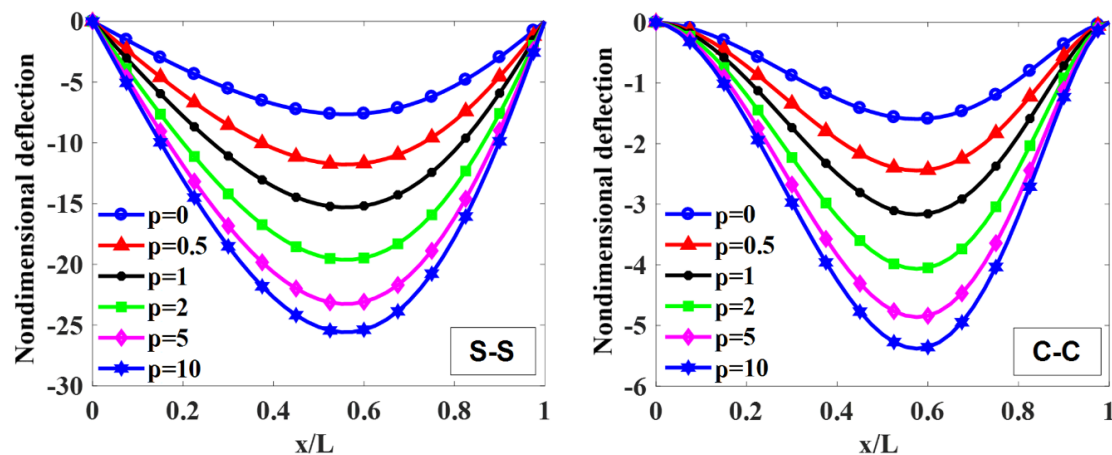 Nondimensional deflection
0
-5
-10
-15
-20
-25
-30
p=0
p=0.5
p=1
p=2
p=5
p=10
S-S
0
0.2
0.4
0.6
0.8
1
x/L
Nondimensional deflection
0
-1
-2
-3
-4
-5
-6
p=0
p=0.5
p=1
p=2
p=5
p=10
C-C
0
0.2
0.4
0.6
0.8
1
x/L